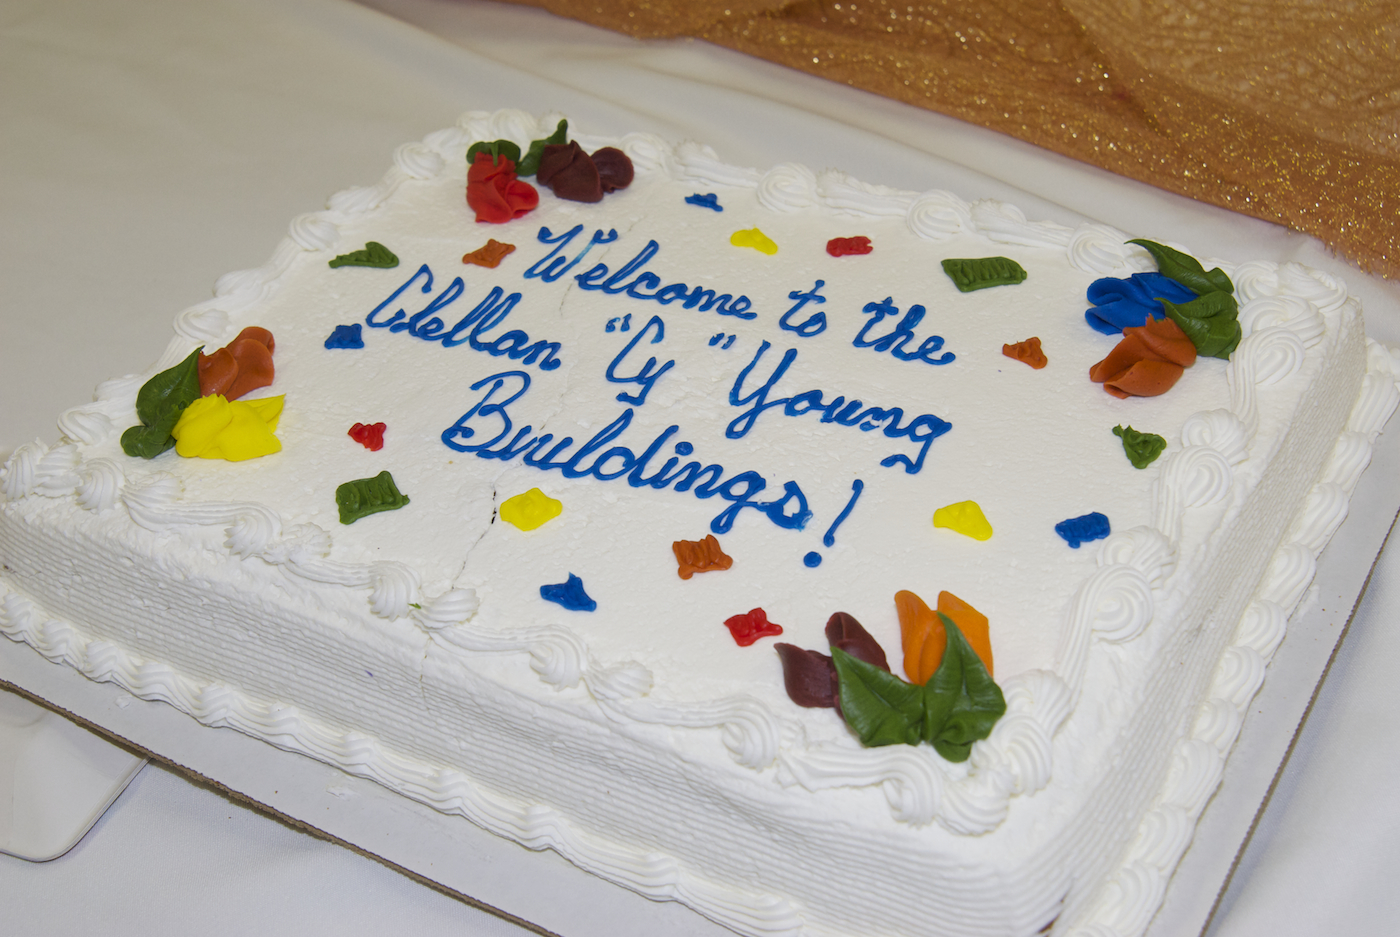 Welcome to the
Clellan "Cy" Young
Buildings!